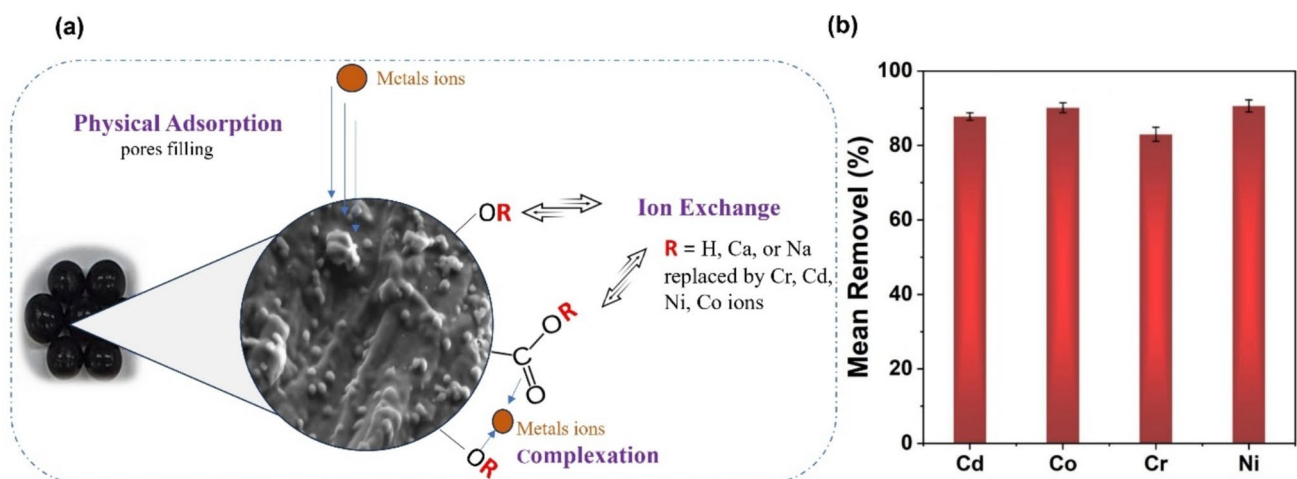 (a)
Metals ions
Physical Adsorption
pores filling
OR
Ion Exchange
R = H, Ca, or Na
replaced by Cr, Cd,
Ni, Co ions
OR
C
O
Metals ions
OR
Complexation
(b)
Mean Removel (%)
100
80
60
40
20
0
Cd Co Cr Ni